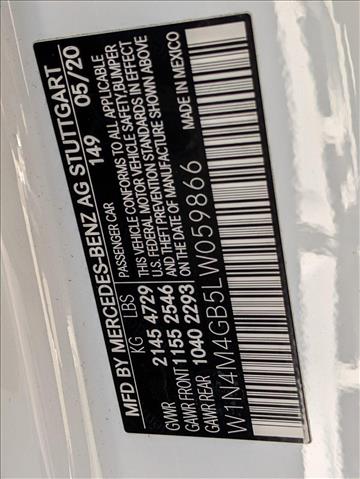 MFD BY MERCEDES-BENZ AG STUTTGART
149 05/20
KG LBS PASSENGER CAR
GVWR 2145 4729 THIS VEHICLE CONFORMS TO ALL APPLICABLE
U.S. FEDERAL MOTOR VEHICLE SAFETY/BUMPER
GAWR FRONT 1155 2546 THEFT PREVENTION STANDARDS IN EFFECT
GAWR REAR 1040 2293 ON THE DATE OF MANUFACTURE SHOWN ABOVE
W1N4M4GB5LW059866 MADE IN MEXICO